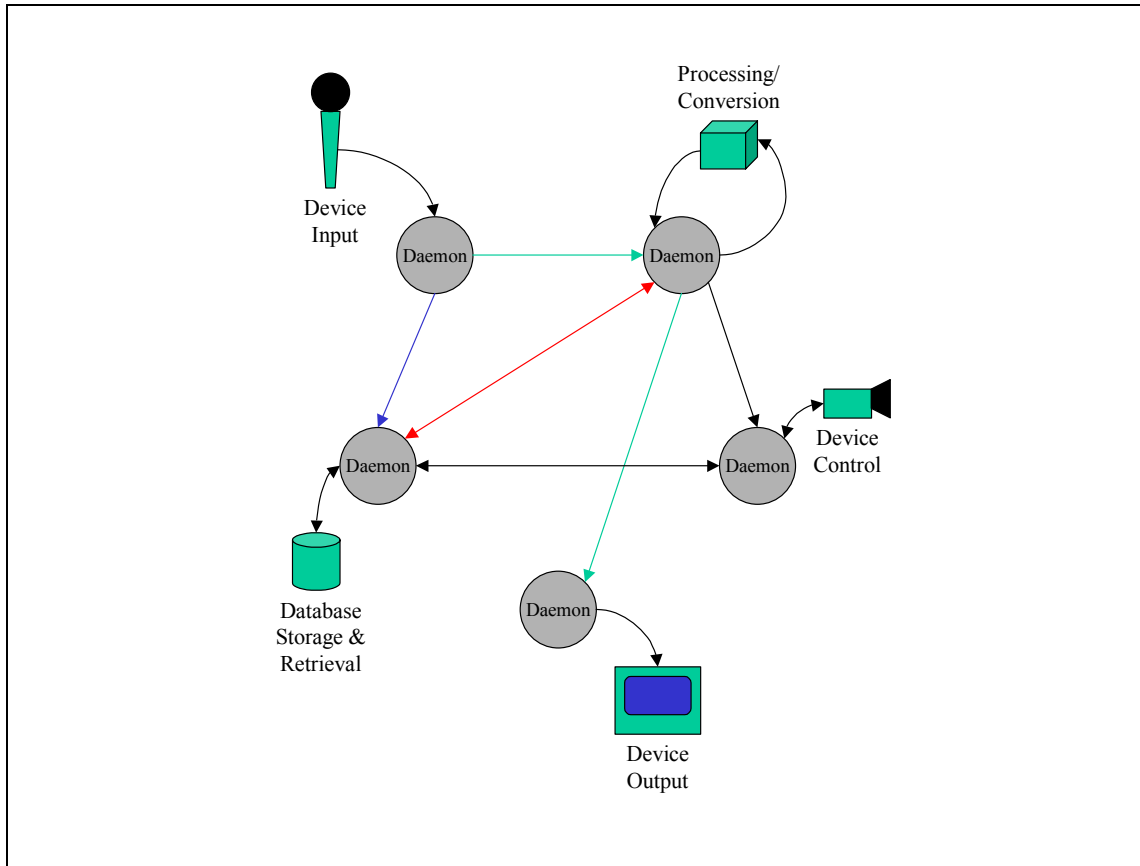 Processing/
Conversion
Device
Input
Daemon
Daemon
Device
Control
Daemon
Daemon
Database
Storage &
Retrieval
Daemon
Device
Output